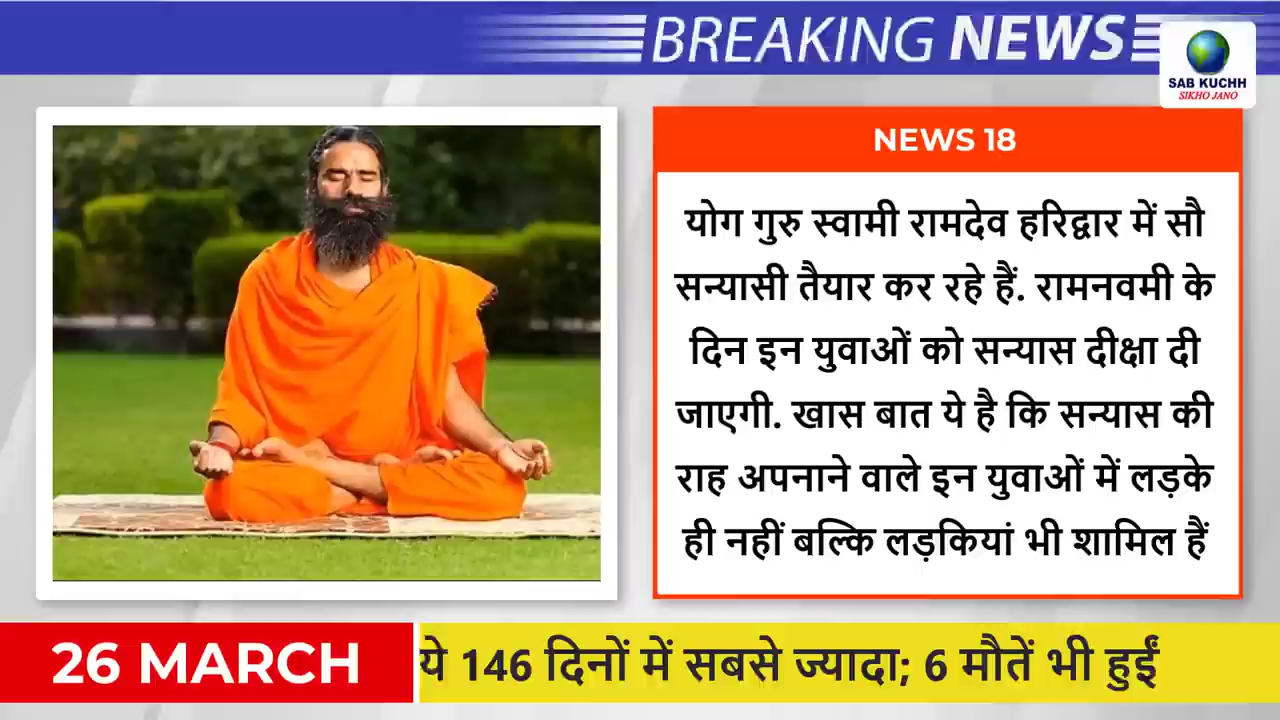 BREAKING NEWS
SAB KUCHH
SIKHO JANO
NEWS 18
योग गुरु स्वामी रामदेव हरिद्वार में सौ
सन्यासी तैयार कर रहे हैं. रामनवमी के
दिन इन युवाओं को सन्यास दीक्षा दी
जाएगी. खास बात ये है कि सन्यास की
राह अपनाने वाले इन युवाओं में लड़के
ही नहीं बल्कि लड़कियां भी शामिल हैं
26 MARCH
ये 146 दिनों में सबसे ज्यादा; 6 मौतें भी हुईं